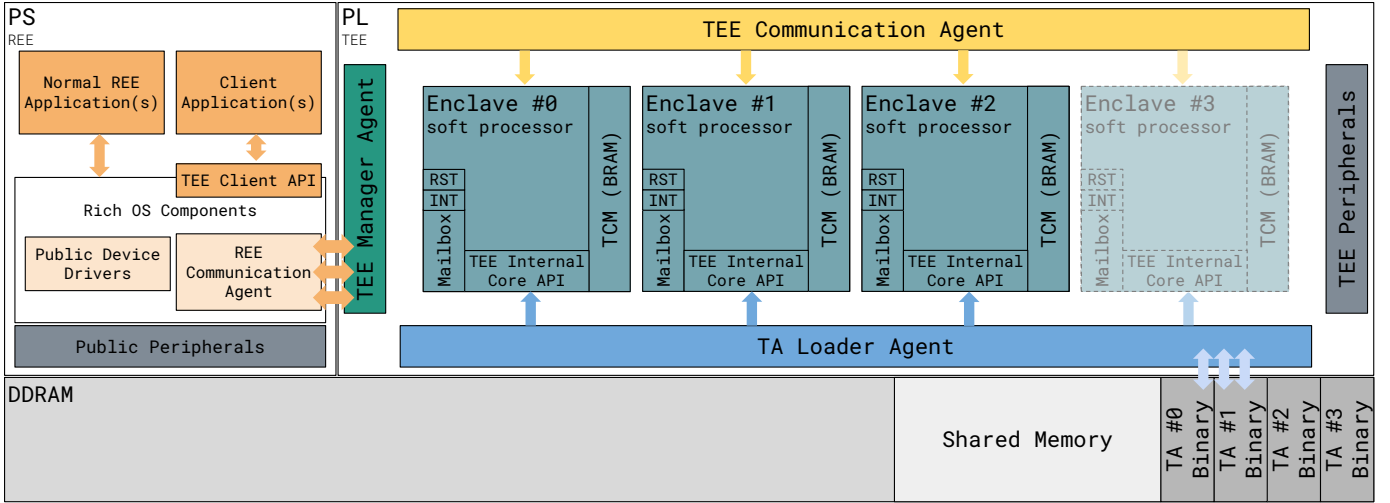 PS
REE
Normal REE
Application(s)
Client
Application(s)
TEE Client API
Rich OS Components
Public Device
Drivers
REE
Communication
Agent
Public Peripherals
PL
TEE
TEE Manager Agent
TEE Communication Agent
Enclave #0
soft processor
RST
INT
Mailbox
TEE Internal
Core API
TCM (BRAM)
Enclave #1
soft processor
RST
INT
Mailbox
TEE Internal
Core API
TCM (BRAM)
Enclave #2
soft processor
RST
INT
Mailbox
TEE Internal
Core API
TCM (BRAM)
Enclave #3
soft processor
RST
INT
Mailbox
TEE Internal
Core API
TCM (BRAM)
TEE Peripherals
TA Loader Agent
DDRAM
Shared Memory
TA #0
Binary
TA #1
Binary
TA #2
Binary
TA #3
Binary